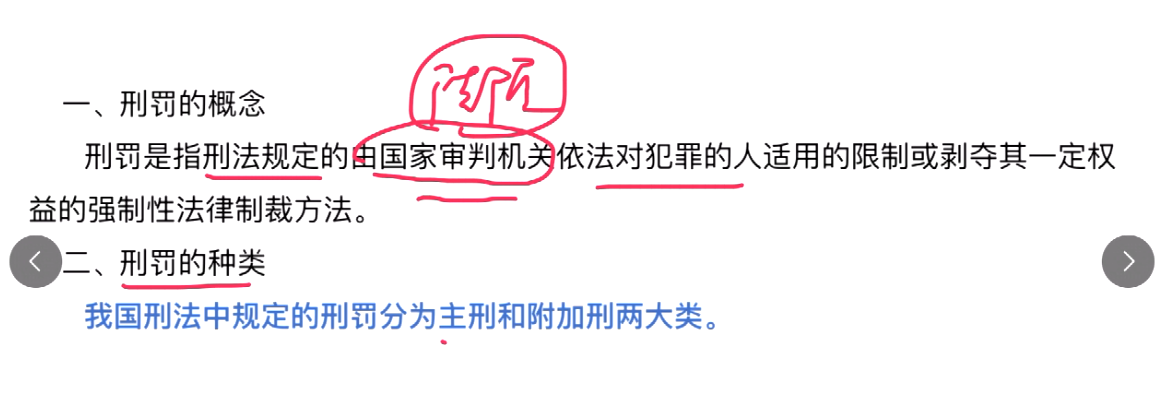 法院
一、刑罚的概念
刑罚是指刑法规定的由国家审判机关依法对犯罪的人适用的限制或剥夺其一定权
益的强制性法律制裁方法。
二、刑罚的种类
我国刑法中规定的刑罚分为主刑和附加刑两大类。